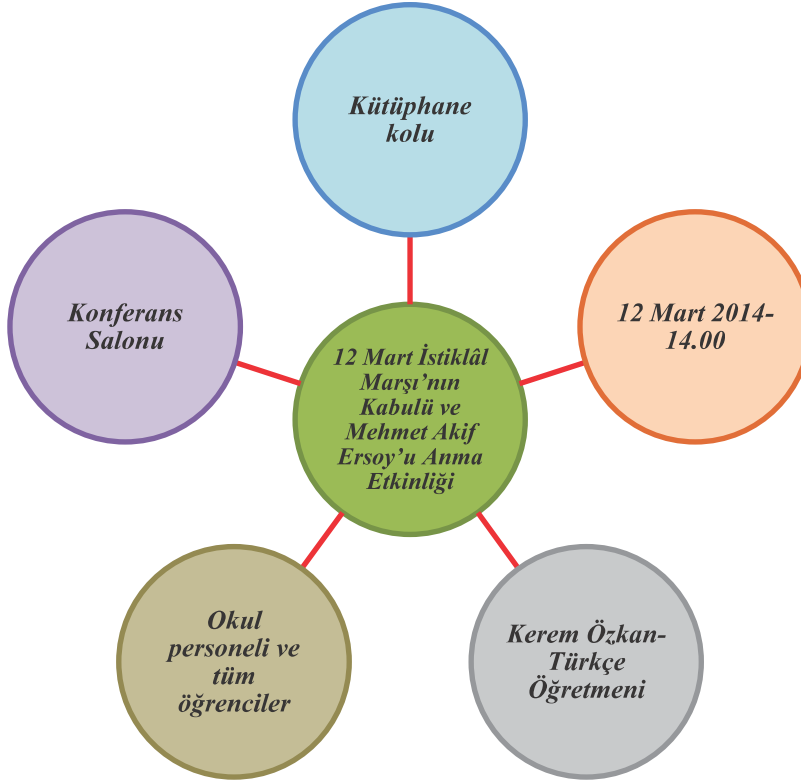 Kütüphane
kolu
Konferans
Salonu
12 Mart 2014-
14.00
12 Mart İstiklâl
Marşı’nın
Kabulü ve
Mehmet Akif
Ersoy’u Anma
Etkinliği
Okul
personeli ve
tüm
öğrenciler
Kerem Özkan-
Türkçe
Öğretmeni